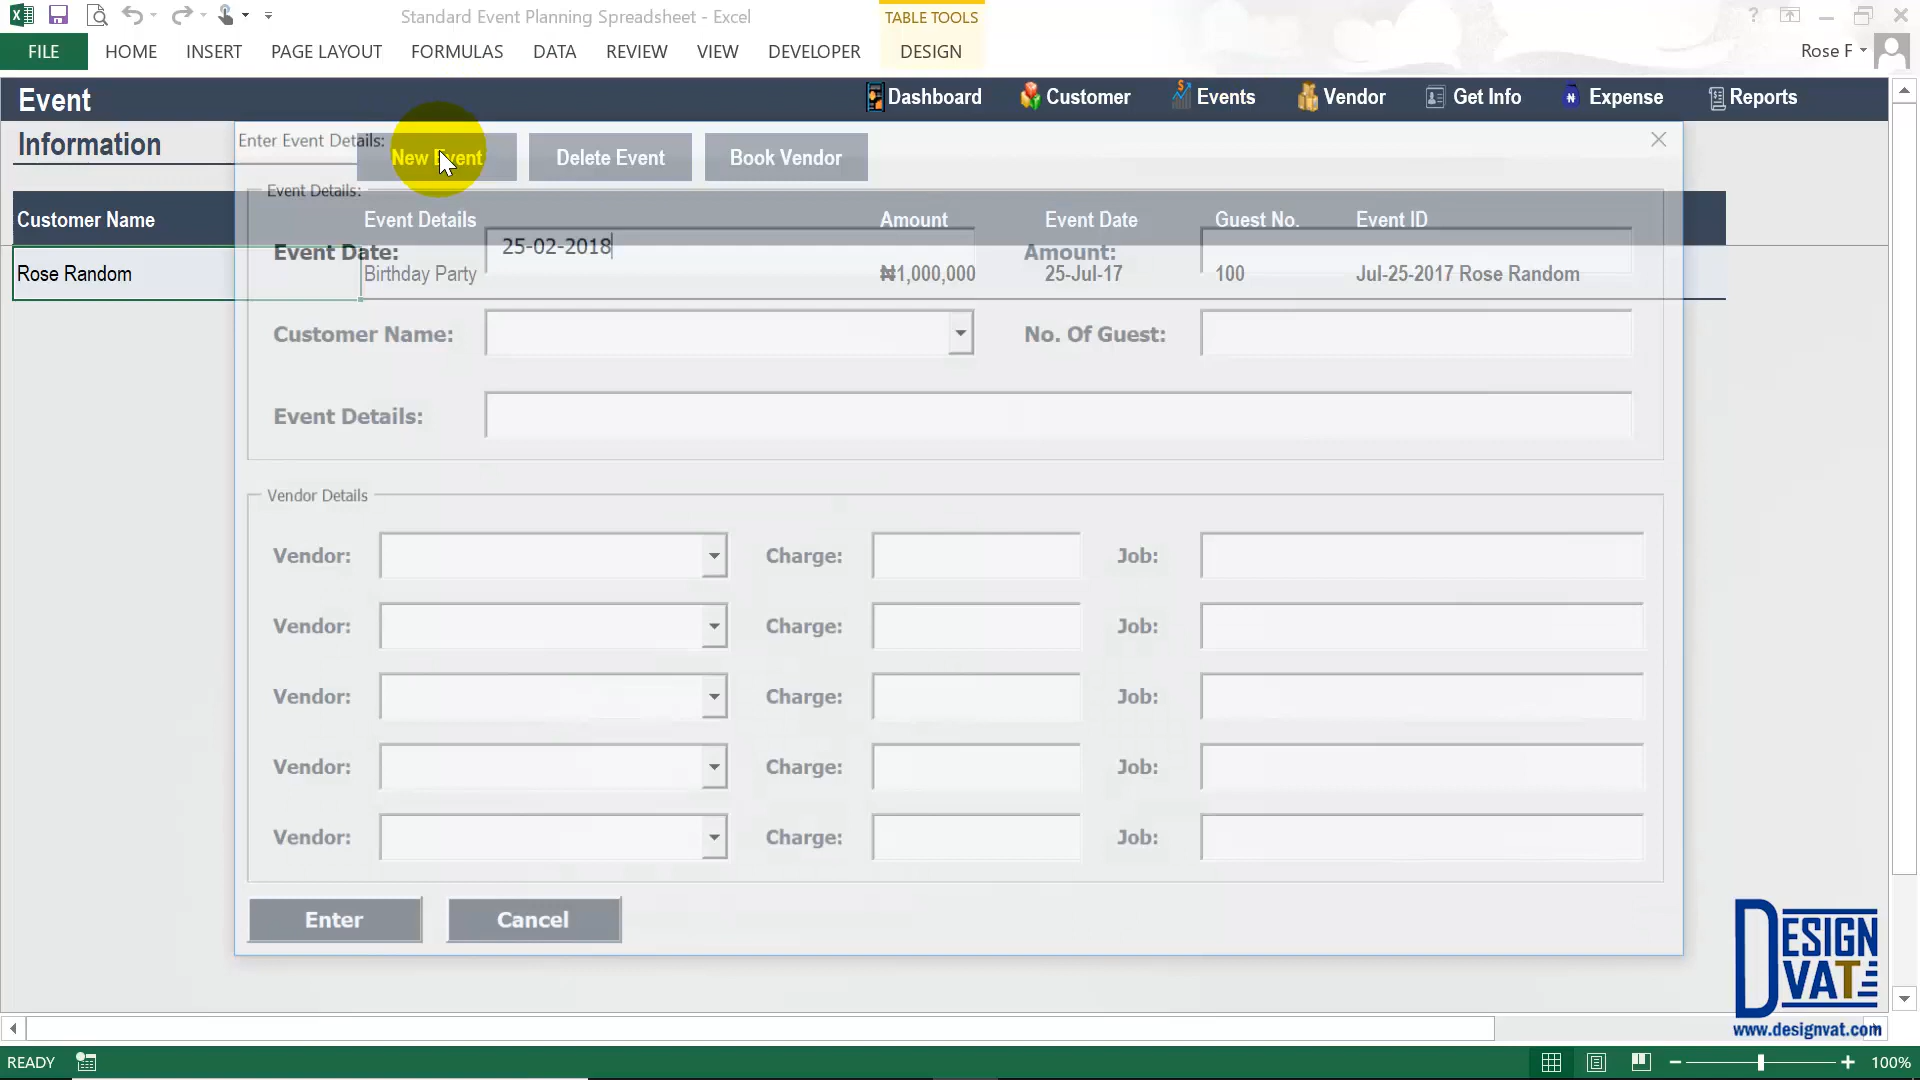 Standard Event Planning Spreadsheet - Excel
TABLE TOOLS
?
FILE HOME INSERT PAGE LAYOUT FORMULAS DATA REVIEW VIEW DEVELOPER DESIGN Rose F
Event Dashboard Customer Events Vendor Get Info Expense Reports
Information
Enter Event Details:
New Event Delete Event Book Vendor
Event Details:
Customer Name Event Details Amount Event Date Guest No. Event ID
Event Date: 25-02-2018 Amount:
Rose Random Birthday Party ₦1,000,000 25-Jul-17 100 Jul-25-2017 Rose Random
Customer Name: No. Of Guest:
Event Details:
Vendor Details
Vendor: Charge: Job:
Vendor: Charge: Job:
Vendor: Charge: Job:
Vendor: Charge: Job:
Vendor: Charge: Job:
Enter Cancel
DESIGN
VAT
www.designvat.com
READY 100%